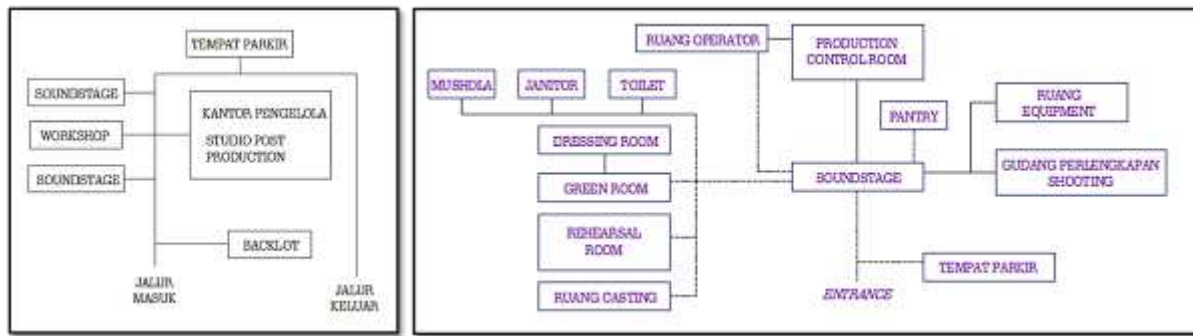 TEMPAT PARKIR
SOUNDSTAGE
KANTOR PENGELOLA
WORKSHOP
STUDIO POST
PRODUCTION
SOUNDSTAGE
BACKLOT
JALUR
MASUK
JALUR
KELUAR
RUANG OPERATOR
PRODUCTION
CONTROL ROOM
MUSHOLA
JANITOR
TOILET
RUANG
EQUIPMENT
PANTRY
DRESSING ROOM
GREEN ROOM
SOUNDSTAGE
GUDANG PERLENGKAPAN
SHOOTING
REHEARSAL
ROOM
TEMPAT PARKIR
RUANG CASTING
ENTRANCE